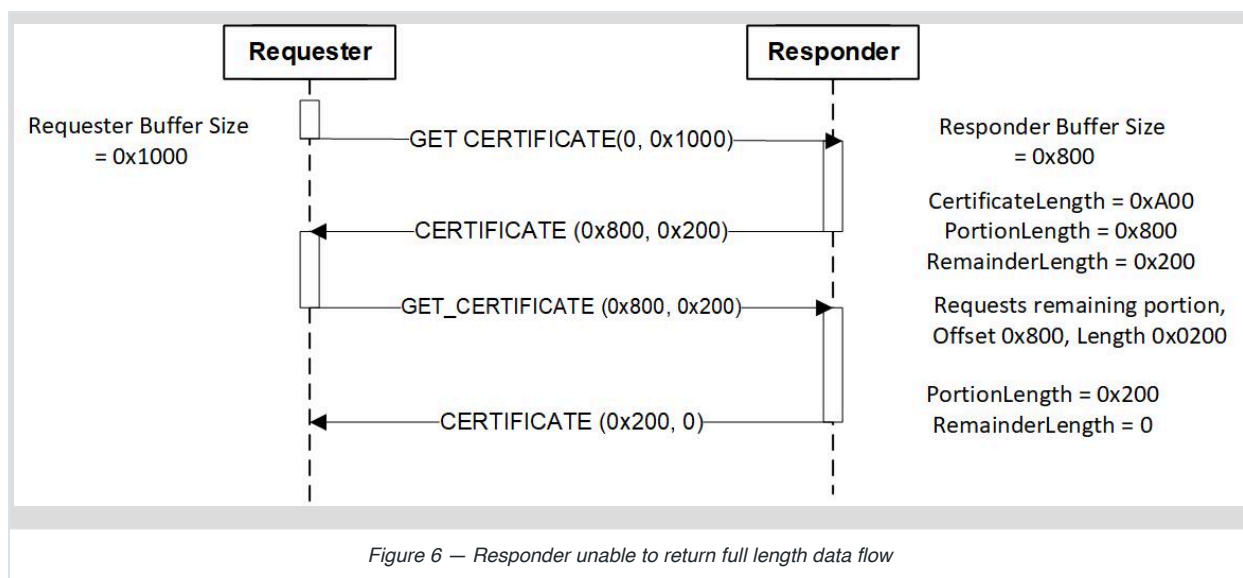 Requester
Responder
Requester Buffer Size
= 0x1000
GET CERTIFICATE(0, 0x1000)
Responder Buffer Size
= 0x800
CertificateLength = 0xA00
PortionLength = 0x800
RemainderLength = 0x200
CERTIFICATE (0x800, 0x200)
GET_CERTIFICATE (0x800, 0x200)
Requests remaining portion,
Offset 0x800, Length 0x0200
PortionLength = 0x200
RemainderLength = 0
CERTIFICATE (0x200, 0)
Figure 6 — Responder unable to return full length data flow